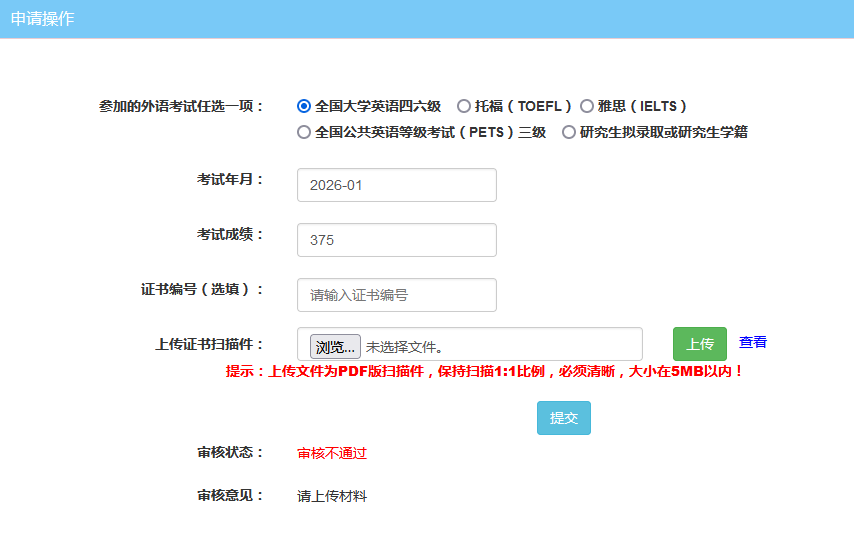 申请操作
参加的外语考试任选一项： 全国大学英语四六级 托福（TOEFL） 雅思（IELTS）
全国公共英语等级考试（PETS）三级 研究生拟录取或研究生学籍
考试年月： 2026-01
考试成绩： 375
证书编号（选填）： 请输入证书编号
上传证书扫描件： 浏览... 未选择文件。 上传 查看
提示：上传文件为PDF版扫描件，保持扫描1:1比例，必须清晰，大小在5MB以内！
提交
审核状态： 审核不通过
审核意见： 请上传材料